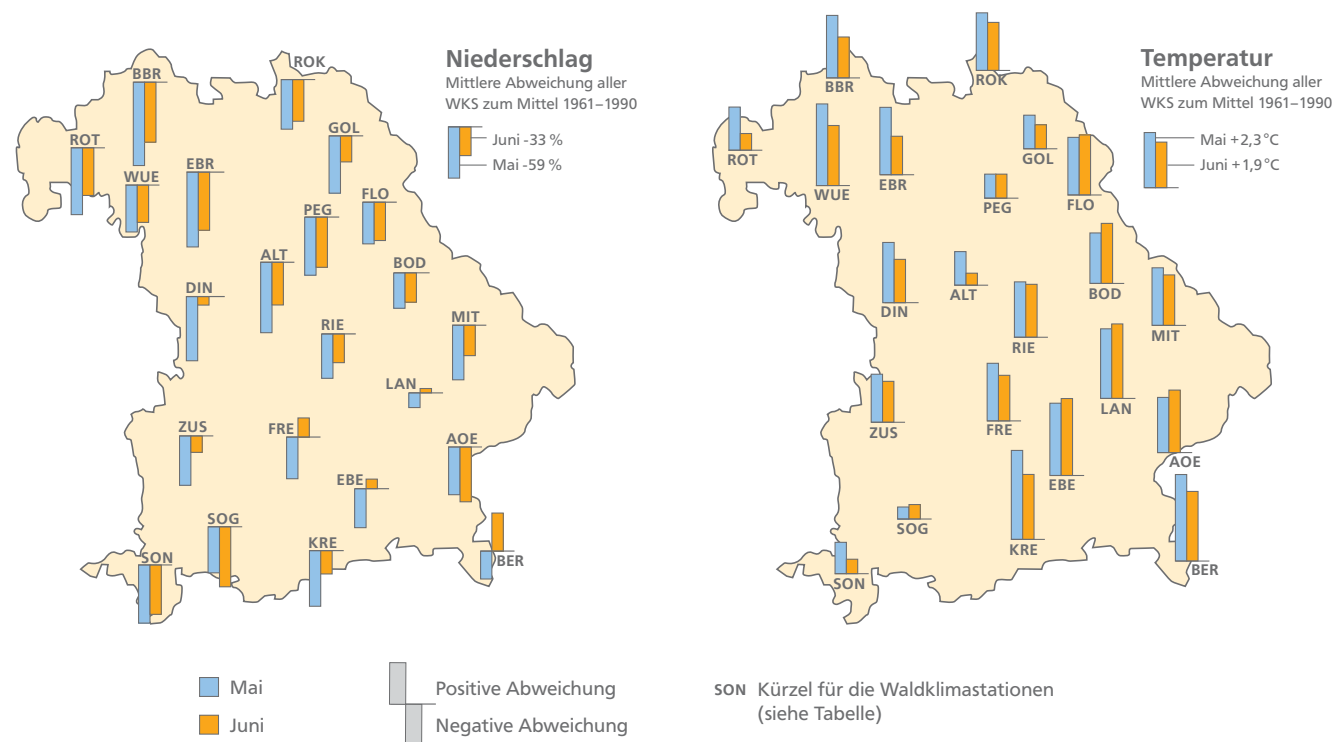 Niederschlag
Mittlere Abweichung aller
WKS zum Mittel 1961–1990
Juni -33 %
Mai -59 %
ROK
BBR
GOL
ROT
EBR
WUE
FLO
PEG
ALT
BOD
DIN
MIT
RIE
LAN
ZUS
FRE
AOE
EBE
SOG
KRE
SON
BER
Temperatur
Mittlere Abweichung aller
WKS zum Mittel 1961–1990
Mai +2,3 °C
Juni +1,9 °C
ROK
BBR
ROT
GOL
EBR
WUE
PEG
FLO
ALT
BOD
DIN
MIT
RIE
LAN
ZUS
FRE
AOE
EBE
SOG
KRE
BER
SON
Mai
Juni
Positive Abweichung
Negative Abweichung
SON Kürzel für die Waldklimastationen
(siehe Tabelle)